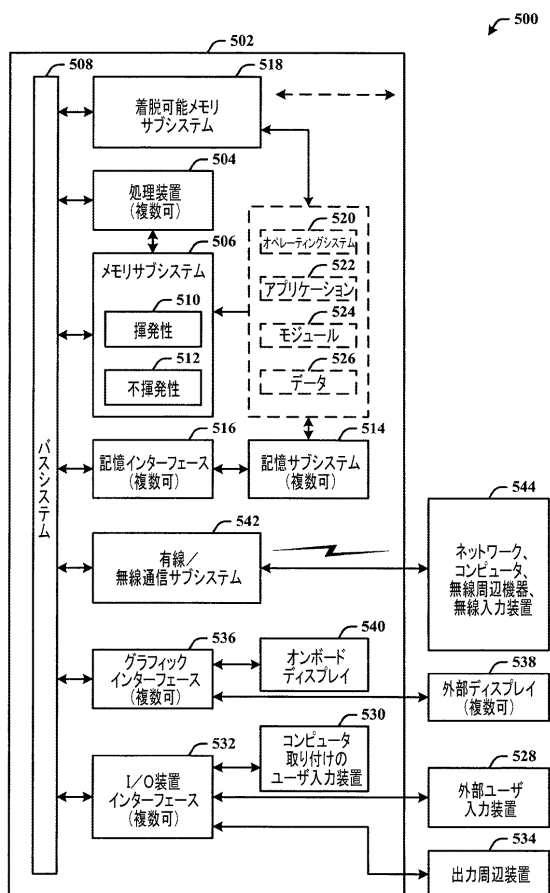 500
502
508
518
着脱可能メモリ
サブシステム
504
処理装置
(複数可)
506
メモリサブシステム
510
揮発性
512
不揮発性
520
オペレーティングシステム
522
アプリケーション
524
モジュール
526
データ
バスシステム
516
記憶インターフェース
(複数可)
514
記憶サブシステム
(複数可)
542
有線/
無線通信サブシステム
544
ネットワーク、
コンピュータ、
無線周辺機器、
無線入力装置
536
グラフィック
インターフェース
(複数可)
540
オンボード
ディスプレイ
538
外部ディスプレイ
(複数可)
530
コンピュータ
取り付けの
ユーザ入力装置
532
I/O装置
インターフェース
(複数可)
528
外部ユーザ
入力装置
534
出力周辺装置